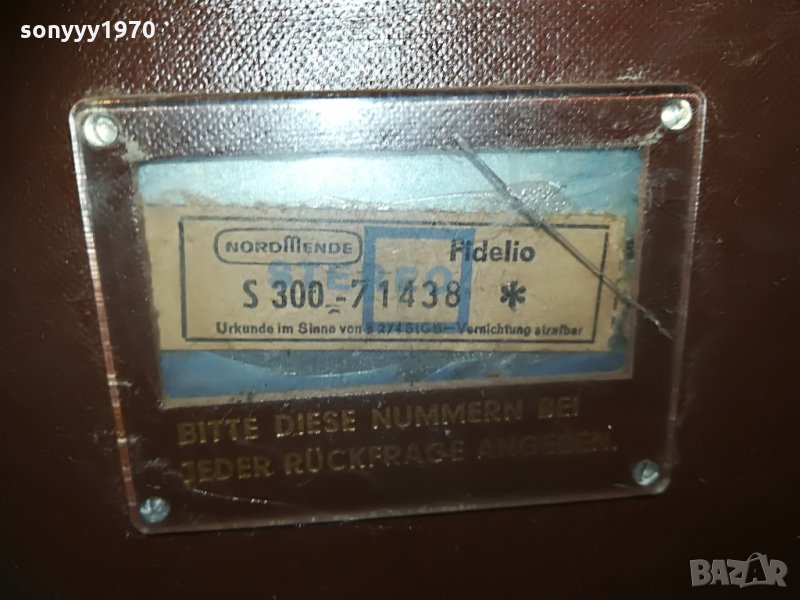 sonyyy1970
NORDMENDE Fidelio
STEREO
S 300 -71438 *
Urkunde im Sinne von § 274 StGB-Vernichtung strafbar
BITTE DIESE NUMMERN BEI
JEDER RÜCKFRAGE ANGEBEN.
BAZAR